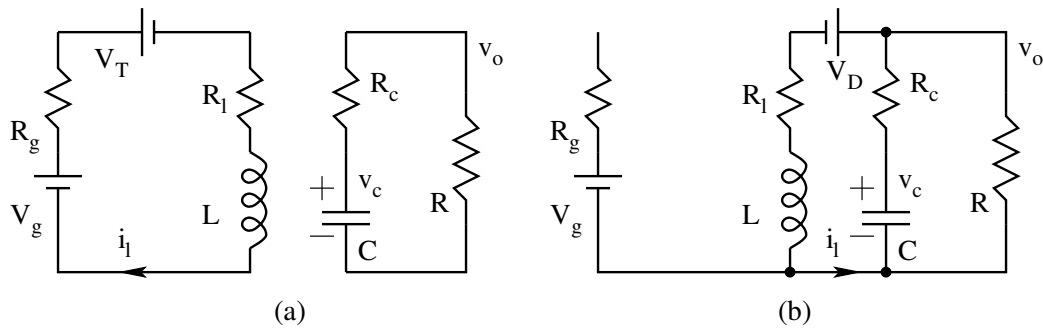 V_T
R_g
V_g
R_l
L
i_l
R_c
+
v_c
−
C
R
v_o
(a)
R_g
V_g
R_l
L
V_D
i_l
R_c
+
v_c
−
C
R
v_o
(b)